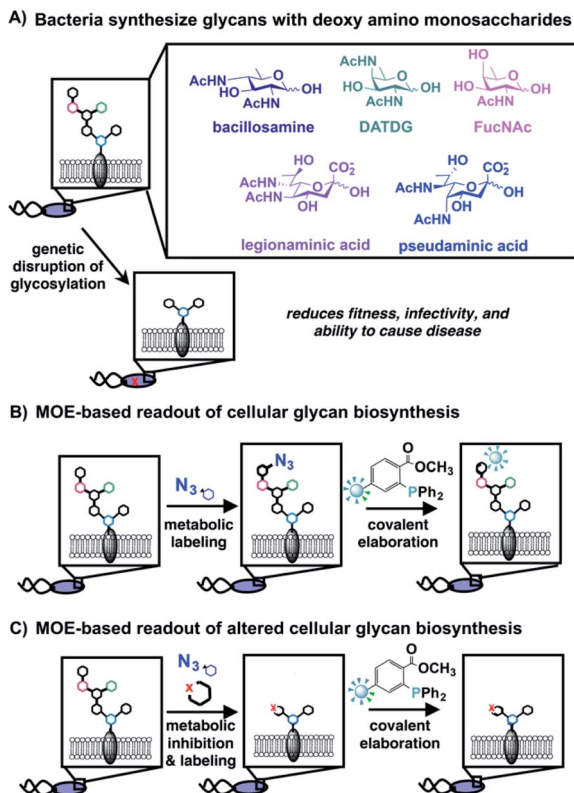 A) Bacteria synthesize glycans with deoxy amino monosaccharides
AcHN
O
HO
AcHN
OH
bacillosamine
AcHN
O
HO
AcHN
OH
DATDG
HO
O
HO
AcHN
OH
FucNAc
HO
CO2-
AcHN
AcHN
O
OH
OH
legionaminic acid
HO
CO2-
AcHN
O
OH
OH
AcHN
pseudaminic acid
genetic
disruption of
glycosylation
X
reduces fitness, infectivity, and
ability to cause disease
B) MOE-based readout of cellular glycan biosynthesis
N3
metabolic
labeling
N3
O
OCH3
PPh2
covalent
elaboration
C) MOE-based readout of altered cellular glycan biosynthesis
N3
X
metabolic
inhibition
& labeling
X
O
OCH3
PPh2
covalent
elaboration
X